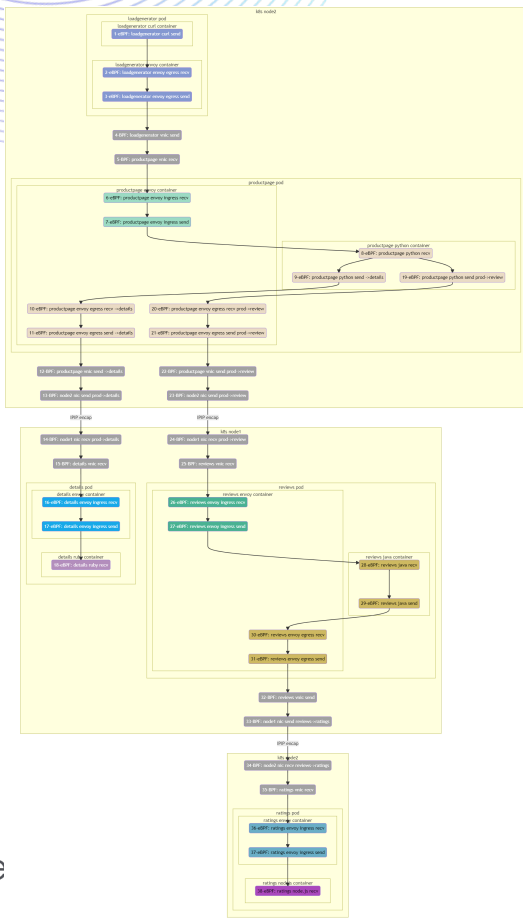 k8s node2
loadgenerator pod
loadgenerator curl container
1-eBPF: loadgenerator curl send
loadgenerator envoy container
2-eBPF: loadgenerator envoy egress recv
3-eBPF: loadgenerator envoy egress send
4-BPF: loadgenerator vnic send
5-BPF: productpage vnic recv
productpage pod
productpage envoy container
6-eBPF: productpage envoy ingress recv
7-eBPF: productpage envoy ingress send
productpage python container
8-eBPF: productpage python recv
9-eBPF: productpage python send ->details
19-eBPF: productpage python send prod->review
10-eBPF: productpage envoy egress recv ->details
20-eBPF: productpage envoy egress recv prod->review
11-eBPF: productpage envoy egress send ->details
21-eBPF: productpage envoy egress send prod->review
12-BPF: productpage vnic send ->details
22-BPF: productpage vnic send prod->review
13-BPF: node2 nic send prod->details
23-BPF: node2 nic send prod->review
IPIP encap
IPIP encap
k8s node1
14-BPF: node1 nic recv prod->details
24-BPF: node1 nic recv prod->review
15-BPF: details vnic recv
25-BPF: reviews vnic recv
details pod
reviews pod
details envoy container
reviews envoy container
16-eBPF: details envoy ingress recv
26-eBPF: reviews envoy ingress recv
17-eBPF: details envoy ingress send
27-eBPF: reviews envoy ingress send
details ruby container
reviews java container
18-eBPF: details ruby recv
28-eBPF: reviews java recv
29-eBPF: reviews java send
30-eBPF: reviews envoy egress recv
31-eBPF: reviews envoy egress send
32-BPF: reviews vnic send
33-BPF: node1 nic send reviews->ratings
IPIP encap
k8s node2
34-BPF: node2 nic recv reviews->ratings
35-BPF: ratings vnic recv
ratings pod
ratings envoy container
36-eBPF: ratings envoy ingress recv
37-eBPF: ratings envoy ingress send
ratings nodejs container
38-eBPF: ratings node.js recv